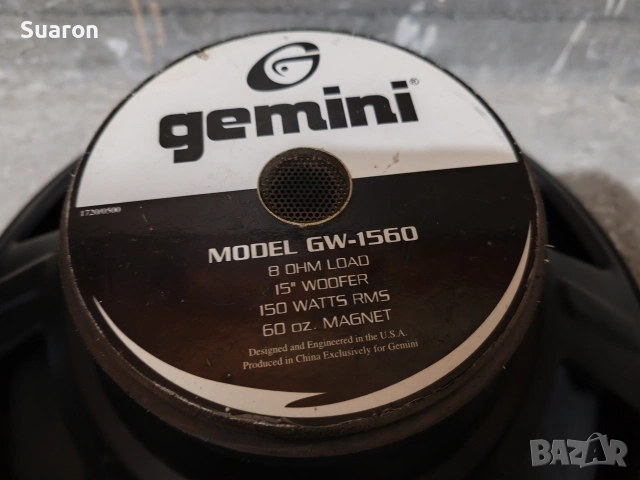 Suaron
G
gemini®
1720/0500
MODEL GW-1560
8 OHM LOAD
15" WOOFER
150 WATTS RMS
60 oz. MAGNET
Designed and Engineered in the U.S.A.
Produced in China Exclusively for Gemini
BAZAR